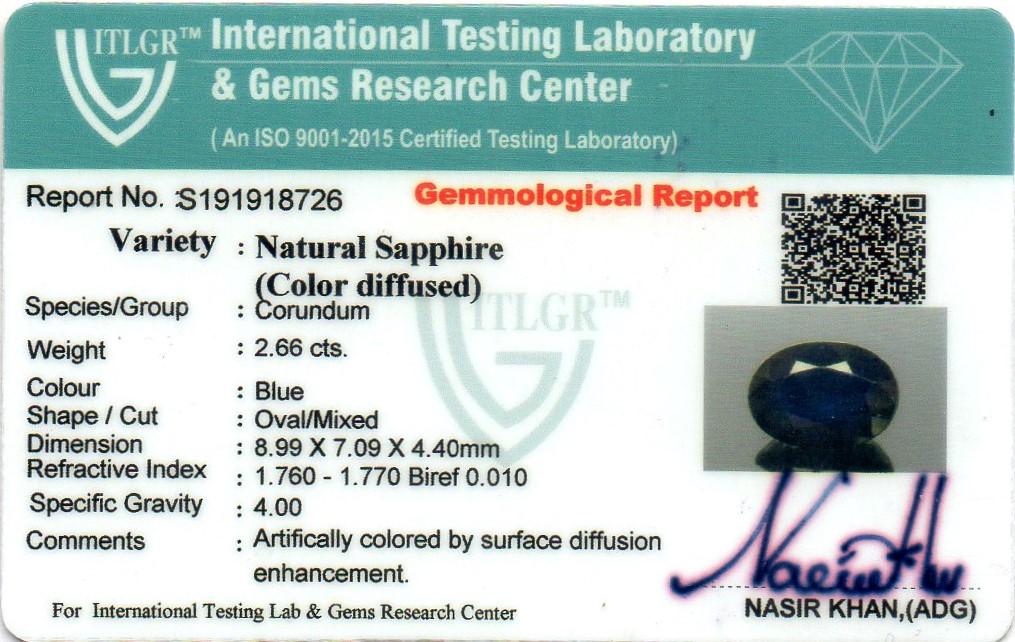 ITLGR™ International Testing Laboratory
& Gems Research Center
( An ISO 9001-2015 Certified Testing Laboratory)
Report No. :S191918726
Gemmological Report
Variety : Natural Sapphire
(Color diffused)
Species/Group : Corundum
Weight : 2.66 cts.
Colour : Blue
Shape / Cut : Oval/Mixed
Dimension : 8.99 X 7.09 X 4.40mm
Refractive Index : 1.760 - 1.770 Biref 0.010
Specific Gravity : 4.00
Comments : Artifically colored by surface diffusion
enhancement.
ITLGR™
For International Testing Lab & Gems Research Center
NASIR KHAN,(ADG)